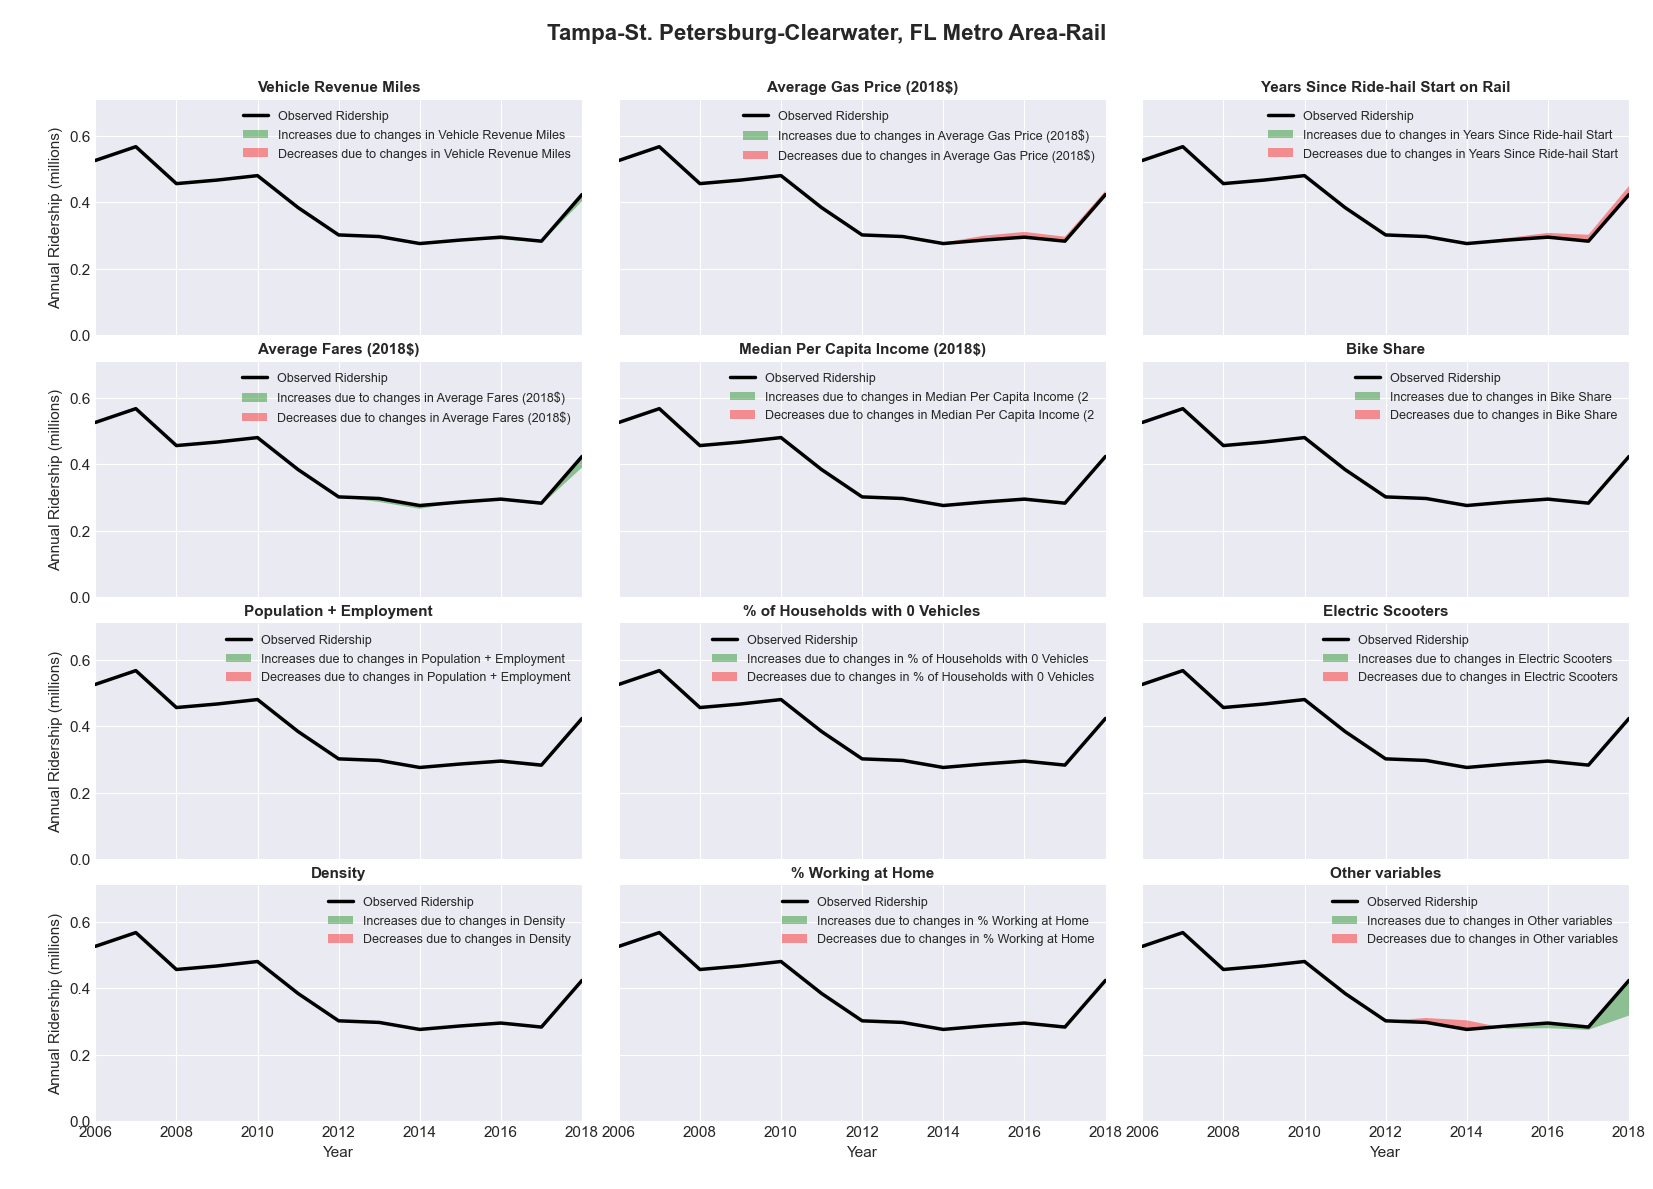 Tampa-St. Petersburg-Clearwater, FL Metro Area-Rail
Vehicle Revenue Miles
Observed Ridership
Increases due to changes in Vehicle Revenue Miles
Decreases due to changes in Vehicle Revenue Miles
Annual Ridership (millions)
0.6
0.4
0.2
0.0
Average Gas Price (2018$)
Observed Ridership
Increases due to changes in Average Gas Price (2018$)
Decreases due to changes in Average Gas Price (2018$)
Years Since Ride-hail Start on Rail
Observed Ridership
Increases due to changes in Years Since Ride-hail Start
Decreases due to changes in Years Since Ride-hail Start
Average Fares (2018$)
Observed Ridership
Increases due to changes in Average Fares (2018$)
Decreases due to changes in Average Fares (2018$)
Annual Ridership (millions)
0.6
0.4
0.2
0.0
Median Per Capita Income (2018$)
Observed Ridership
Increases due to changes in Median Per Capita Income (2
Decreases due to changes in Median Per Capita Income (2
Bike Share
Observed Ridership
Increases due to changes in Bike Share
Decreases due to changes in Bike Share
Population + Employment
Observed Ridership
Increases due to changes in Population + Employment
Decreases due to changes in Population + Employment
Annual Ridership (millions)
0.6
0.4
0.2
0.0
% of Households with 0 Vehicles
Observed Ridership
Increases due to changes in % of Households with 0 Vehicles
Decreases due to changes in % of Households with 0 Vehicles
Electric Scooters
Observed Ridership
Increases due to changes in Electric Scooters
Decreases due to changes in Electric Scooters
Density
Observed Ridership
Increases due to changes in Density
Decreases due to changes in Density
Annual Ridership (millions)
0.6
0.4
0.2
0.0
2006 2008 2010 2012 2014 2016 2018
Year
% Working at Home
Observed Ridership
Increases due to changes in % Working at Home
Decreases due to changes in % Working at Home
2006 2008 2010 2012 2014 2016 2018
Year
Other variables
Observed Ridership
Increases due to changes in Other variables
Decreases due to changes in Other variables
2006 2008 2010 2012 2014 2016 2018
Year